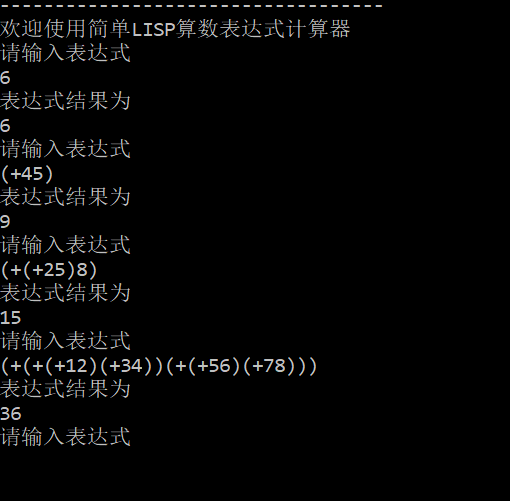 -----------------------------------
欢迎使用简单LISP算数表达式计算器
请输入表达式
6
表达式结果为
6
请输入表达式
(+45)
表达式结果为
9
请输入表达式
(+(+25)8)
表达式结果为
15
请输入表达式
(+(+(+12)(+34))(+(+56)(+78)))
表达式结果为
36
请输入表达式